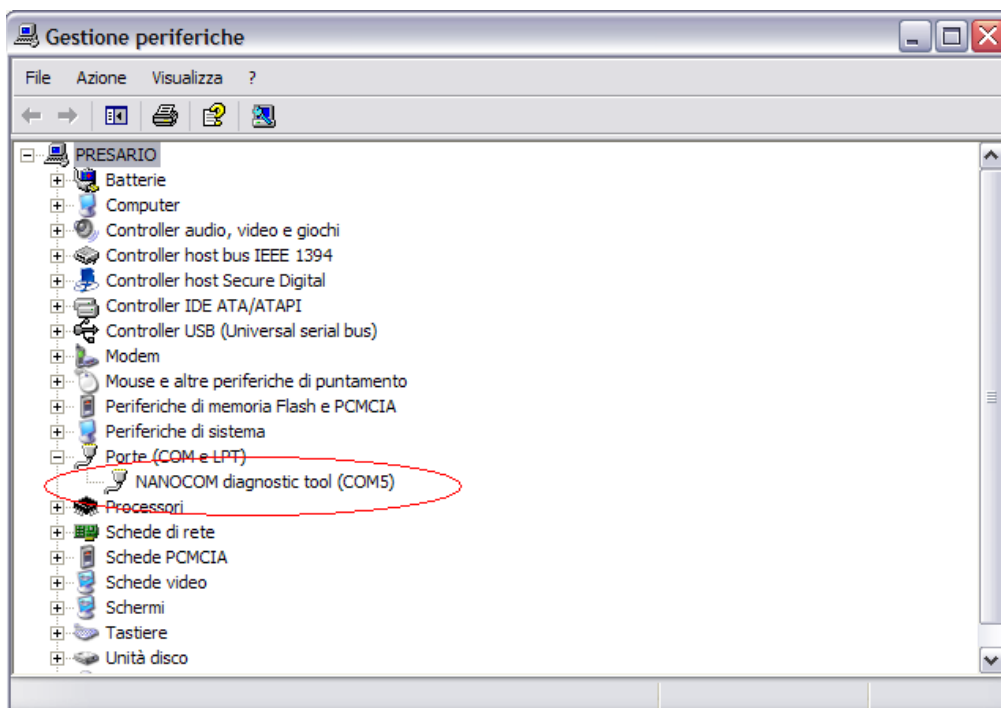 Gestione periferiche
File Azione Visualizza ?
PRESARIO
Batterie
Computer
Controller audio, video e giochi
Controller host bus IEEE 1394
Controller host Secure Digital
Controller IDE ATA/ATAPI
Controller USB (Universal serial bus)
Modem
Mouse e altre periferiche di puntamento
Periferiche di memoria Flash e PCMCIA
Periferiche di sistema
Porte (COM e LPT)
NANOCOM diagnostic tool (COM5)
Processori
Schede di rete
Schede PCMCIA
Schede video
Schermi
Tastiere
Unità disco